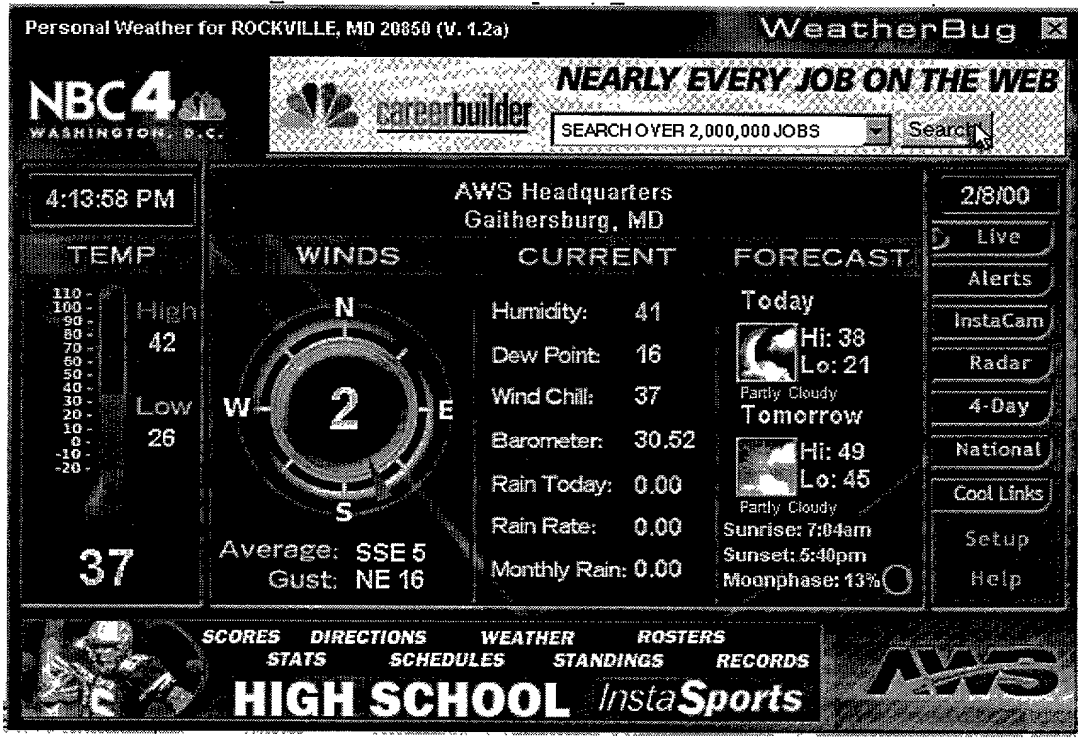 Personal Weather for ROCKVILLE, MD 20850 (V. 1.2a)
WeatherBug
NBC 4
WASHINGTON, D.C.
careerbuilder
NEARLY EVERY JOB ON THE WEB
SEARCH OVER 2,000,000 JOBS
Search
4:13:58 PM
AWS Headquarters
Gaithersburg, MD
2/8/00
TEMP
110
100
90
80
70
60
50
40
30
20
10
0
-10
-20
High
42
Low
26
37
WINDS
N
W
2
E
S
Average: SSE 5
Gust: NE 16
CURRENT
Humidity: 41
Dew Point: 16
Wind Chill: 37
Barometer: 30.52
Rain Today: 0.00
Rain Rate: 0.00
Monthly Rain: 0.00
FORECAST
Today
Hi: 38
Lo: 21
Partly Cloudy
Tomorrow
Hi: 49
Lo: 45
Partly Cloudy
Sunrise: 7:04am
Sunset: 5:40pm
Moonphase: 13%
Live
Alerts
InstaCam
Radar
4-Day
National
Cool Links
Setup
Help
SCORES DIRECTIONS WEATHER ROSTERS
STATS SCHEDULES STANDINGS RECORDS
HIGH SCHOOL InstaSports
AWS